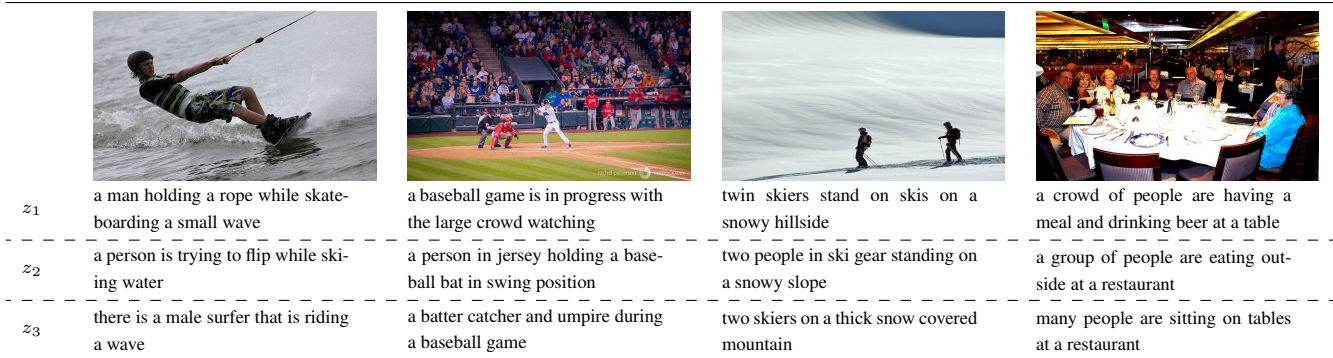 rachel paterson
z1
a man holding a rope while skate-
boarding a small wave
a baseball game is in progress with
the large crowd watching
twin skiers stand on skis on a
snowy hillside
a crowd of people are having a
meal and drinking beer at a table
z2
a person is trying to flip while ski-
ing water
a person in jersey holding a base-
ball bat in swing position
two people in ski gear standing on
a snowy slope
a group of people are eating out-
side at a restaurant
z3
there is a male surfer that is riding
a wave
a batter catcher and umpire during
a baseball game
two skiers on a thick snow covered
mountain
many people are sitting on tables
at a restaurant